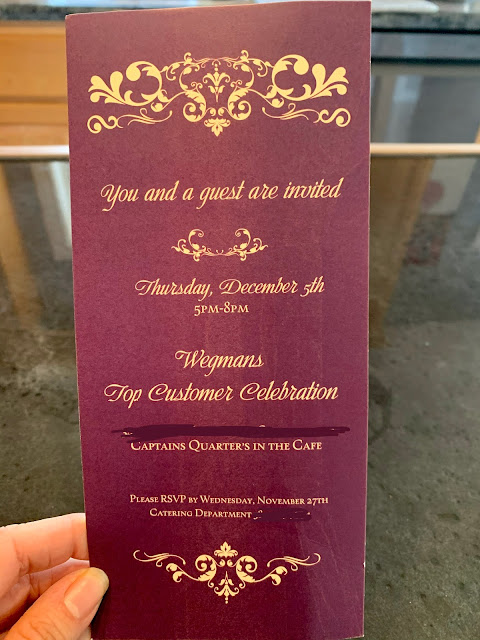 You and a guest are invited
Thursday, December 5th
5PM-8PM
Wegmans
Top Customer Celebration
Captains Quarter's in the Cafe
Please RSVP by Wednesday, November 27th
Catering Department